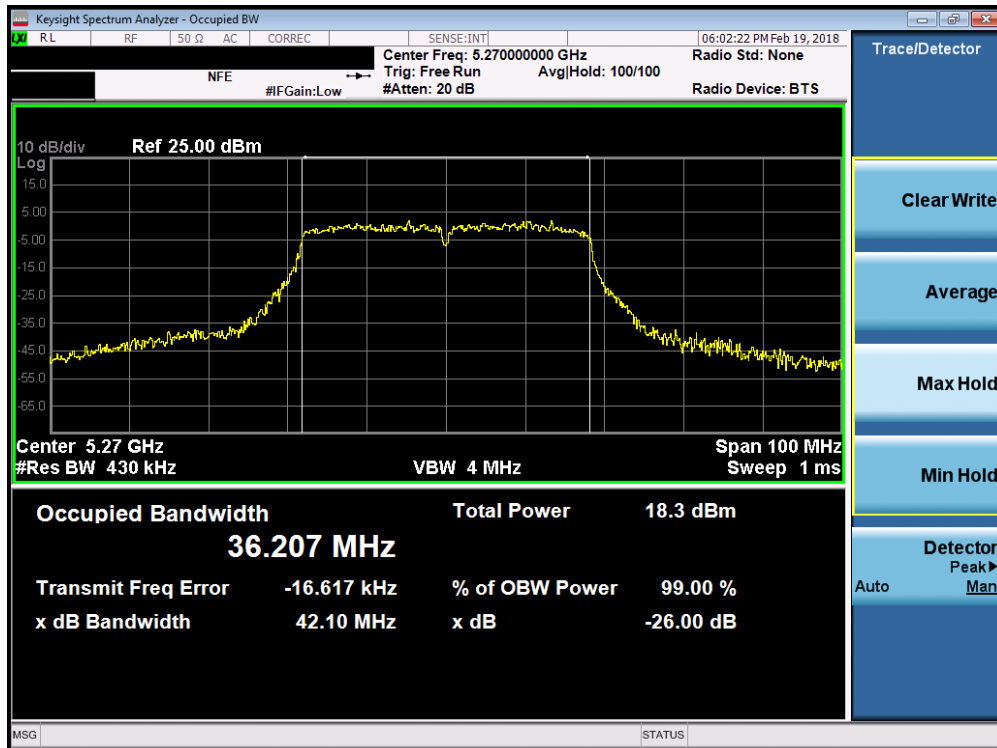 Keysight Spectrum Analyzer - Occupied BW
LXI RL RF 50 Ω AC CORREC SENSE:INT 06:02:22 PM Feb 19, 2018
Center Freq: 5.270000000 GHz Radio Std: None
NFE Trig: Free Run Avg|Hold: 100/100
#IFGain:Low #Atten: 20 dB Radio Device: BTS
10 dB/div Ref 25.00 dBm
Log
15.0
5.00
-5.00
-15.0
-25.0
-35.0
-45.0
-55.0
-65.0
Center 5.27 GHz Span 100 MHz
#Res BW 430 kHz VBW 4 MHz Sweep 1 ms
Occupied Bandwidth Total Power 18.3 dBm
36.207 MHz
Transmit Freq Error -16.617 kHz % of OBW Power 99.00 %
x dB Bandwidth 42.10 MHz x dB -26.00 dB
MSG STATUS
Trace/Detector
Clear Write
Average
Max Hold
Min Hold
Detector
Peak▶
Auto Man